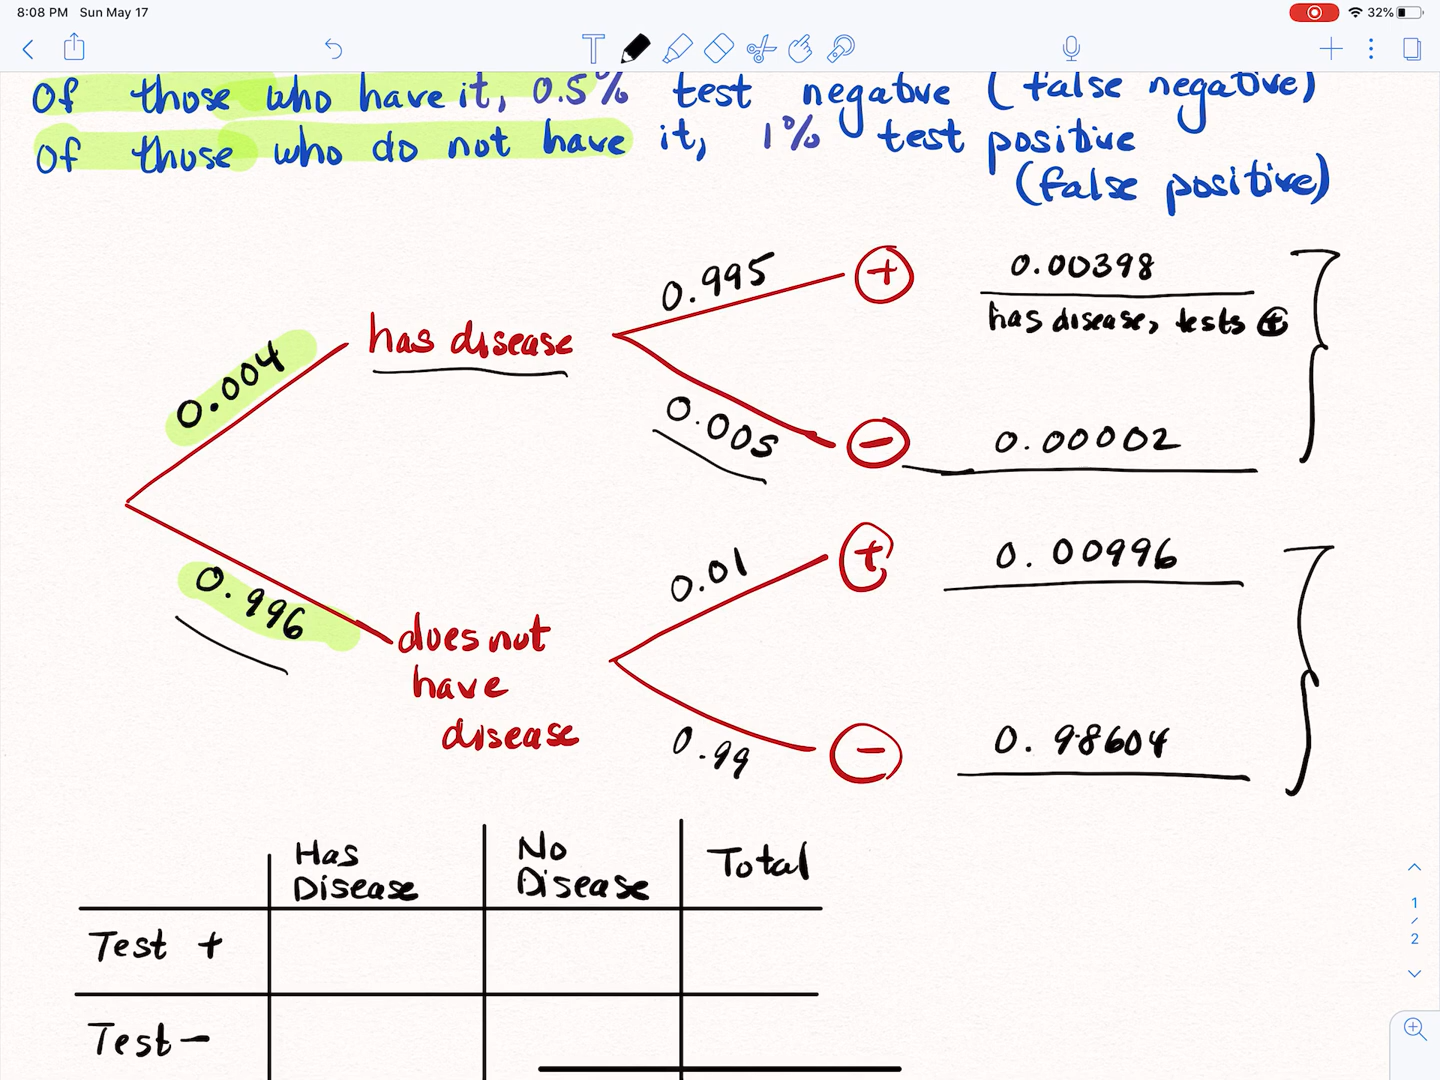 8:08 PM Sun May 17
32%
T
Of those who have it, 0.5% test negative (false negative)
Of those who do not have it, 1% test positive
(false positive)
0.995
+
0.00398
has disease, tests +
0.004
has disease
0.005
-
0.00002
0.996
does not
have
disease
0.01
+
0.00996
0.99
-
0.98604
Has
Disease
No
Disease
Total
Test +
Test -
1
/
2